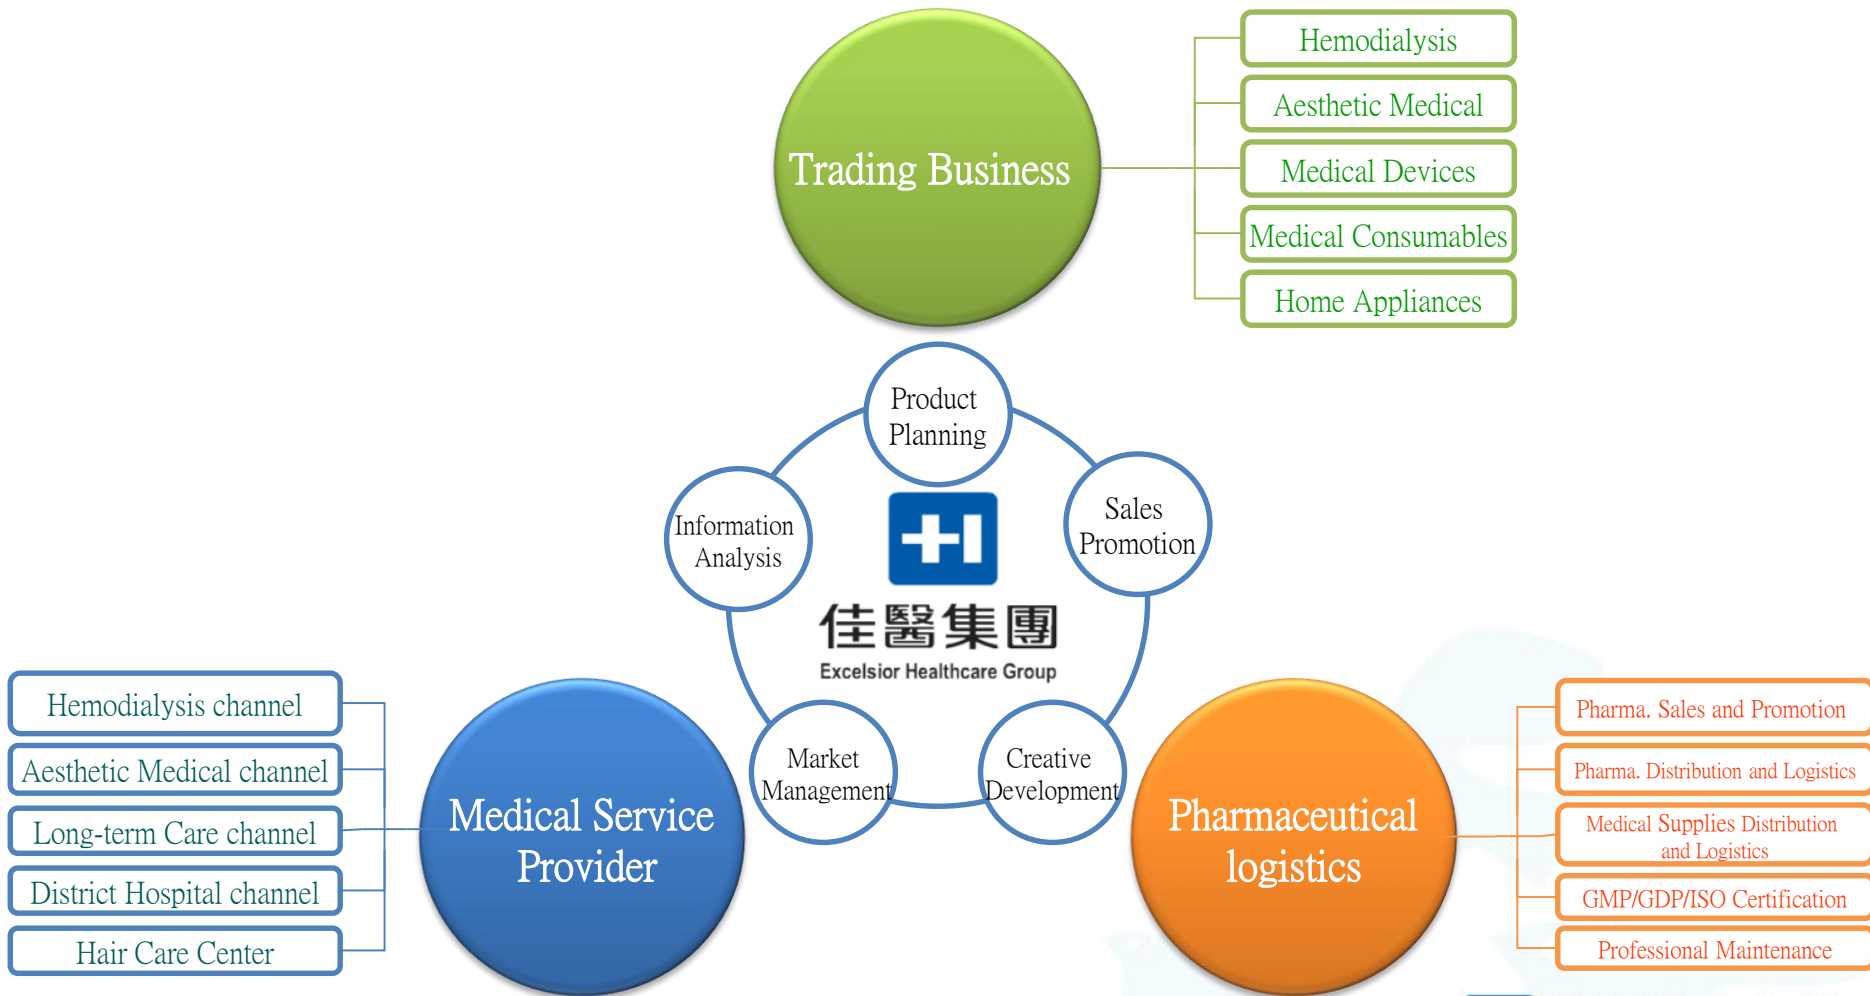 Trading Business
Hemodialysis
Aesthetic Medical
Medical Devices
Medical Consumables
Home Appliances
Product
Planning
Sales
Promotion
Information
Analysis
佳醫集團
Excelsior Healthcare Group
Market
Management
Creative
Development
Hemodialysis channel
Aesthetic Medical channel
Long-term Care channel
District Hospital channel
Hair Care Center
Medical Service
Provider
Pharmaceutical
logistics
Pharma. Sales and Promotion
Pharma. Distribution and Logistics
Medical Supplies Distribution
and Logistics
GMP/GDP/ISO Certification
Professional Maintenance